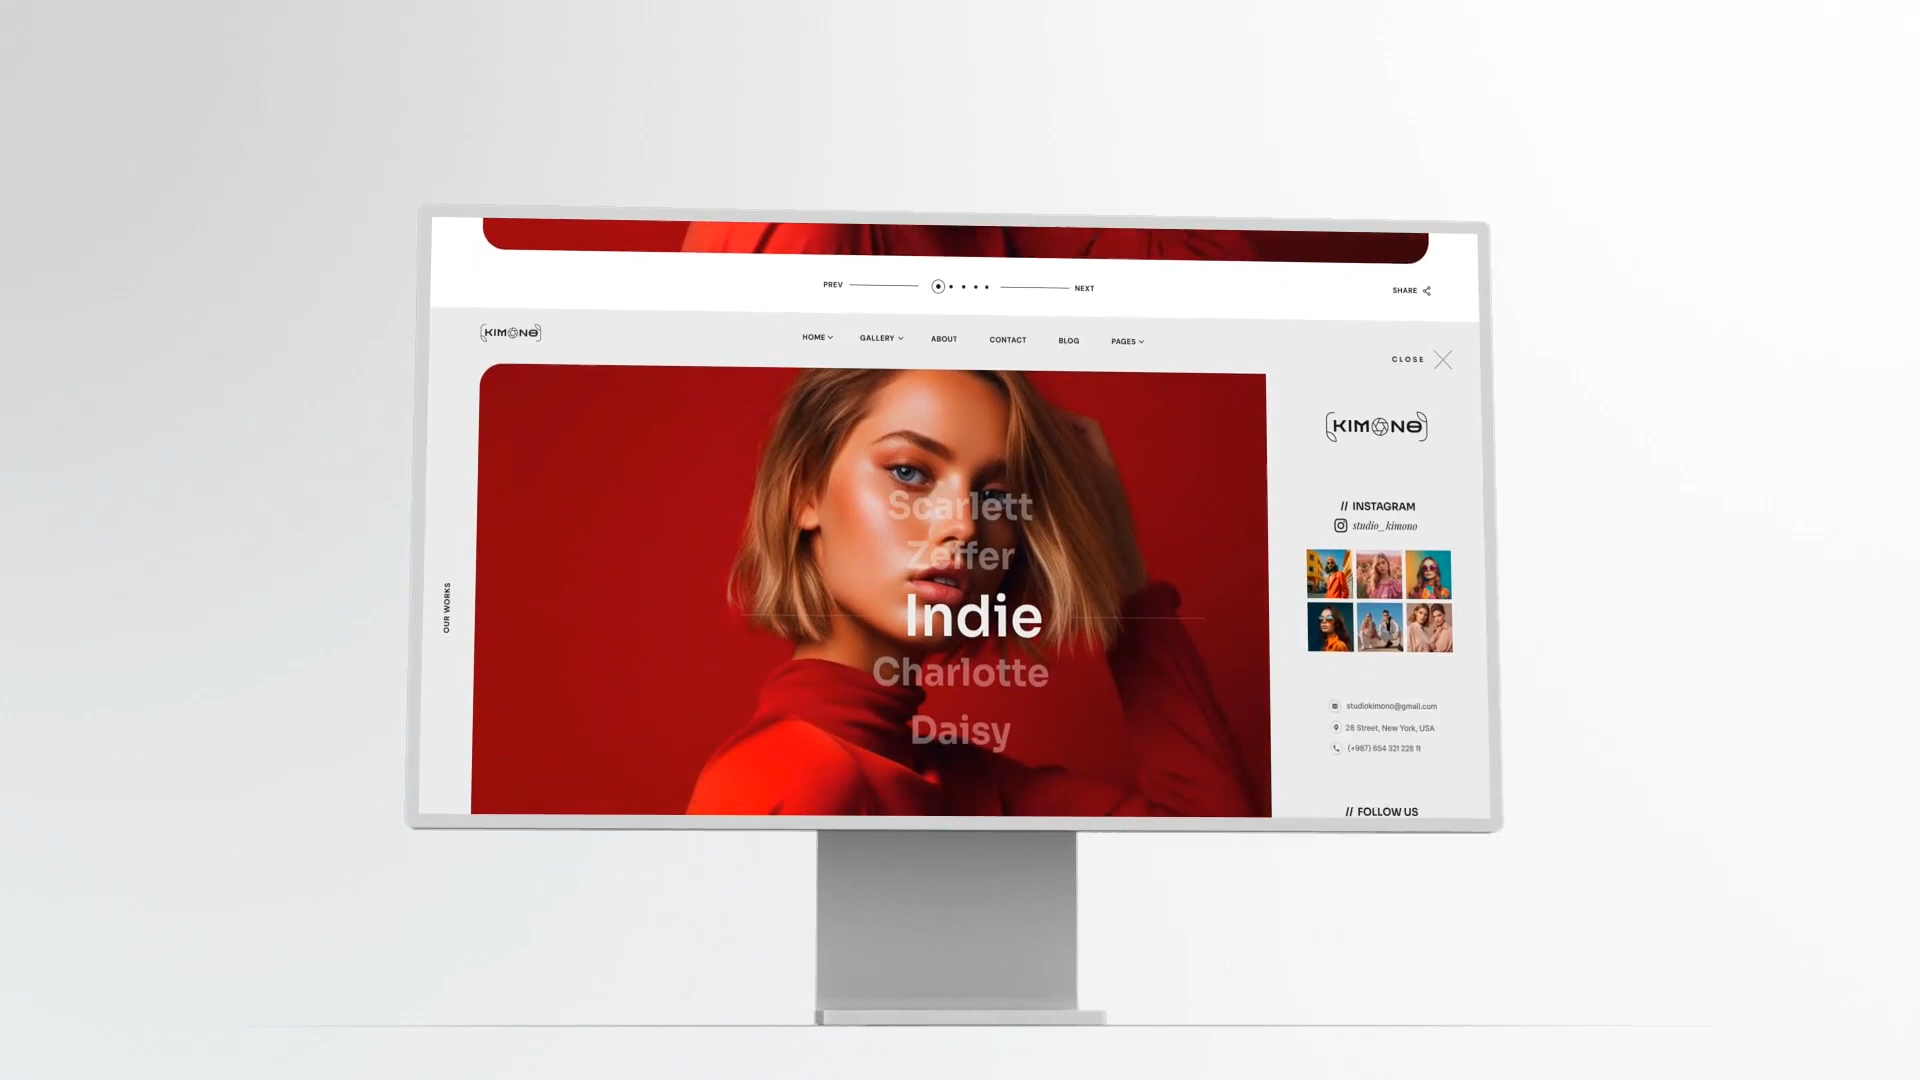 PREV
NEXT
SHARE
KIMONO
HOME
GALLERY
ABOUT
CONTACT
BLOG
PAGES
CLOSE
KIMONO
// INSTAGRAM
studio_kimono
OUR WORKS
Scarlett
Zeffer
Indie
Charlotte
Daisy
studiokimono@gmail.com
28 Street, New York, USA
(+987) 654 321 228 11
// FOLLOW US